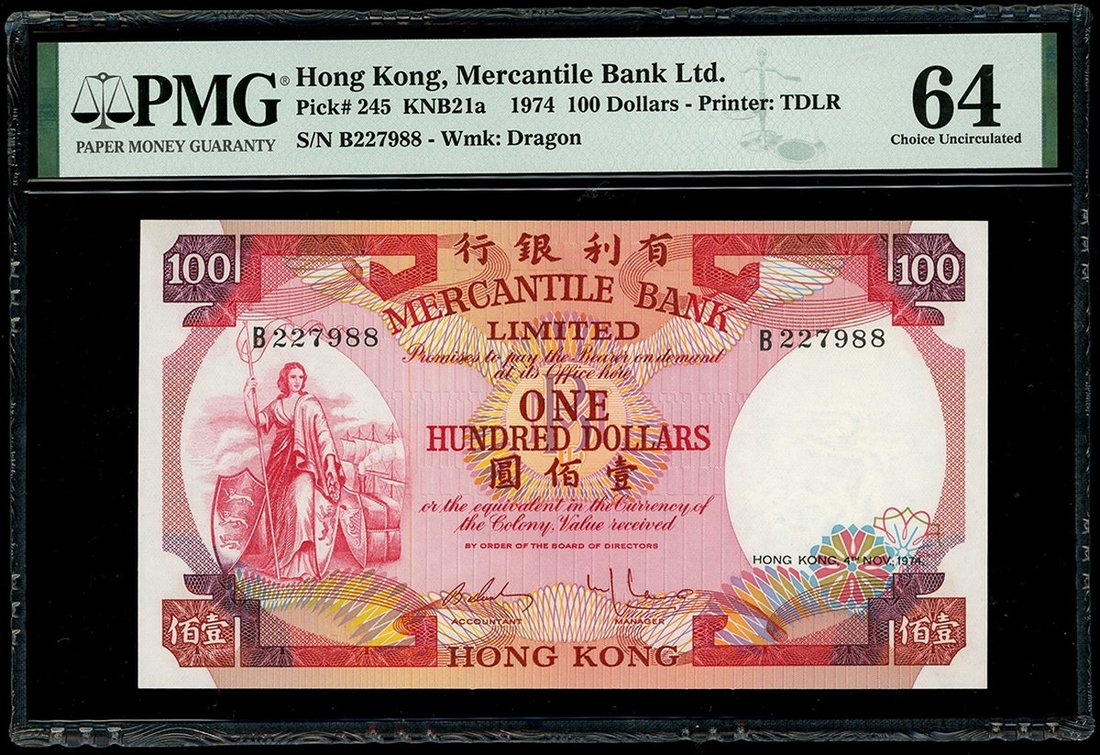 PMG®
PAPER MONEY GUARANTY
Hong Kong, Mercantile Bank Ltd.
Pick# 245 KNB21a 1974 100 Dollars - Printer: TDLR
S/N B227988 - Wmk: Dragon
64
Choice Uncirculated
100
行銀利有
100
MERCANTILE BANK
LIMITED
B227988
B227988
Promises to pay the Bearer on demand
at its Office here
ONE
HUNDRED DOLLARS
圓佰壹
or the equivalent in the Currency of
the Colony, Value received
BY ORDER OF THE BOARD OF DIRECTORS
HONG KONG, 4TH NOV., 1974.
ACCOUNTANT
MANAGER
佰壹
佰壹
HONG KONG